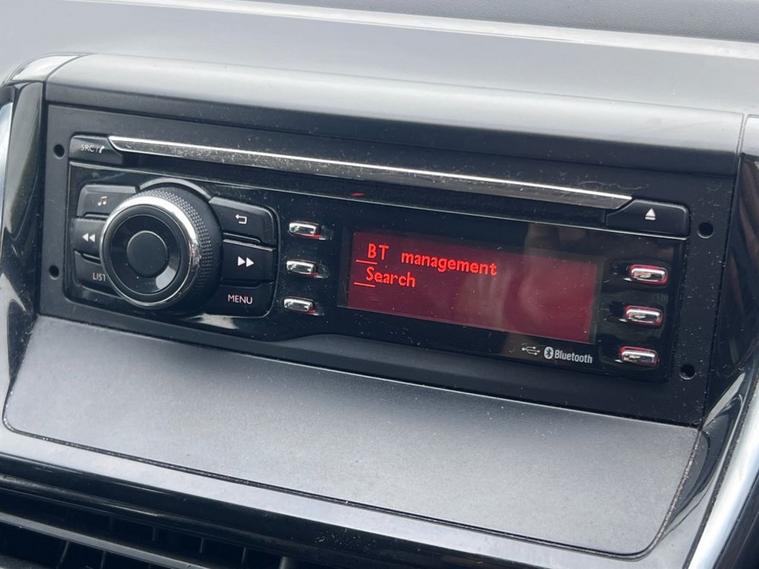 SRC/
LIST
MENU
BT management
Search
Bluetooth